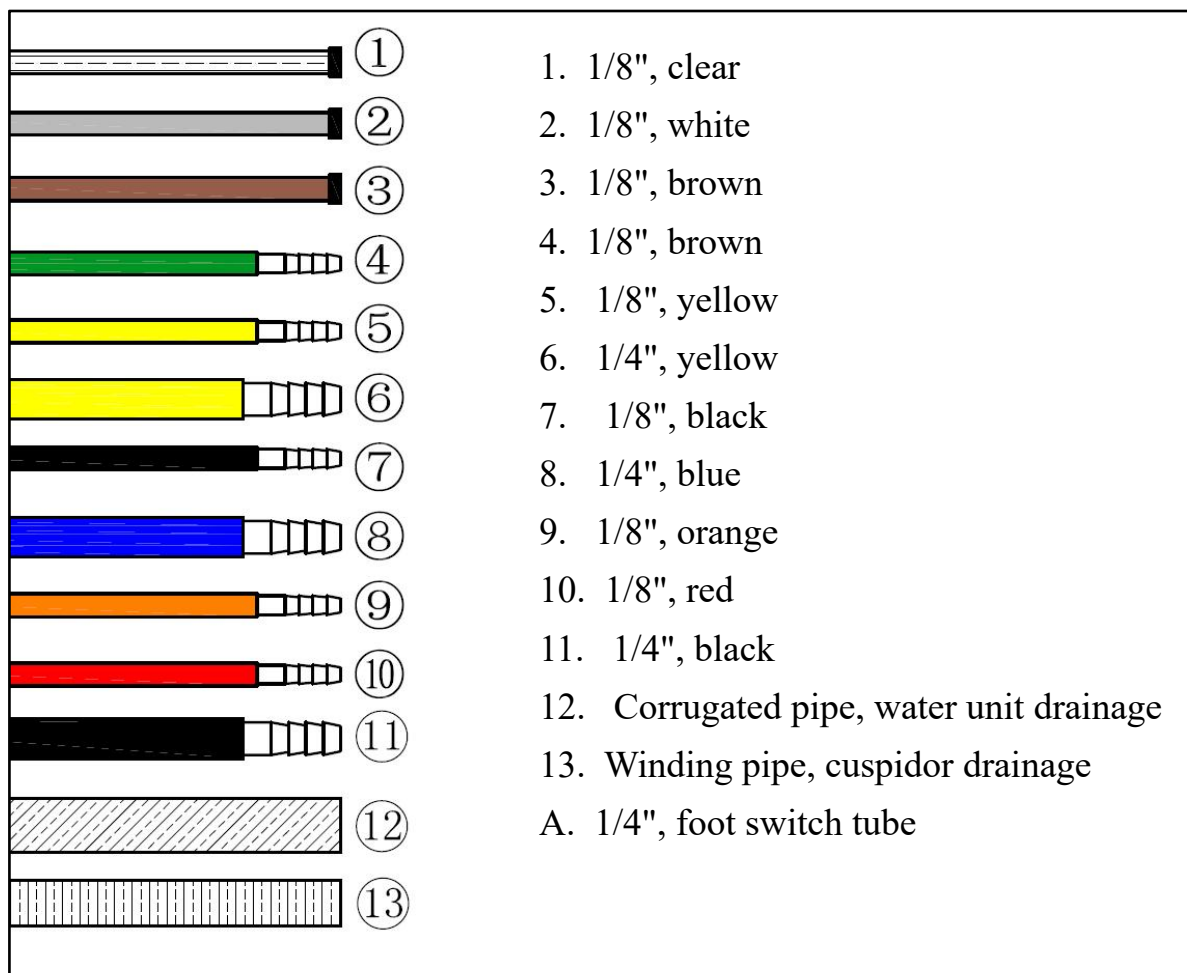 ① 1. 1/8", clear
② 2. 1/8", white
③ 3. 1/8", brown
④ 4. 1/8", brown
⑤ 5. 1/8", yellow
⑥ 6. 1/4", yellow
⑦ 7. 1/8", black
⑧ 8. 1/4", blue
⑨ 9. 1/8", orange
⑩ 10. 1/8", red
⑪ 11. 1/4", black
⑫ 12. Corrugated pipe, water unit drainage
⑬ 13. Winding pipe, cuspidor drainage
A. 1/4", foot switch tube